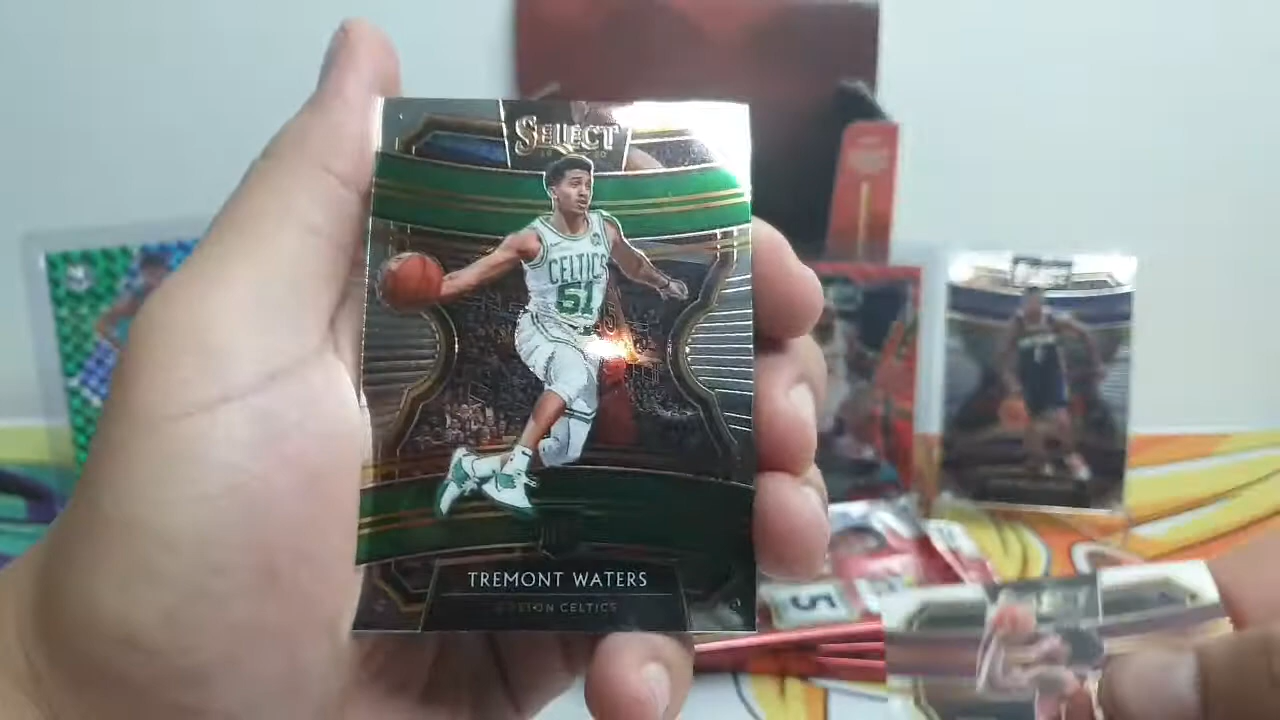 SELECT
CELTICS
51
TREMONT WATERS
BOSTON CELTICS
5